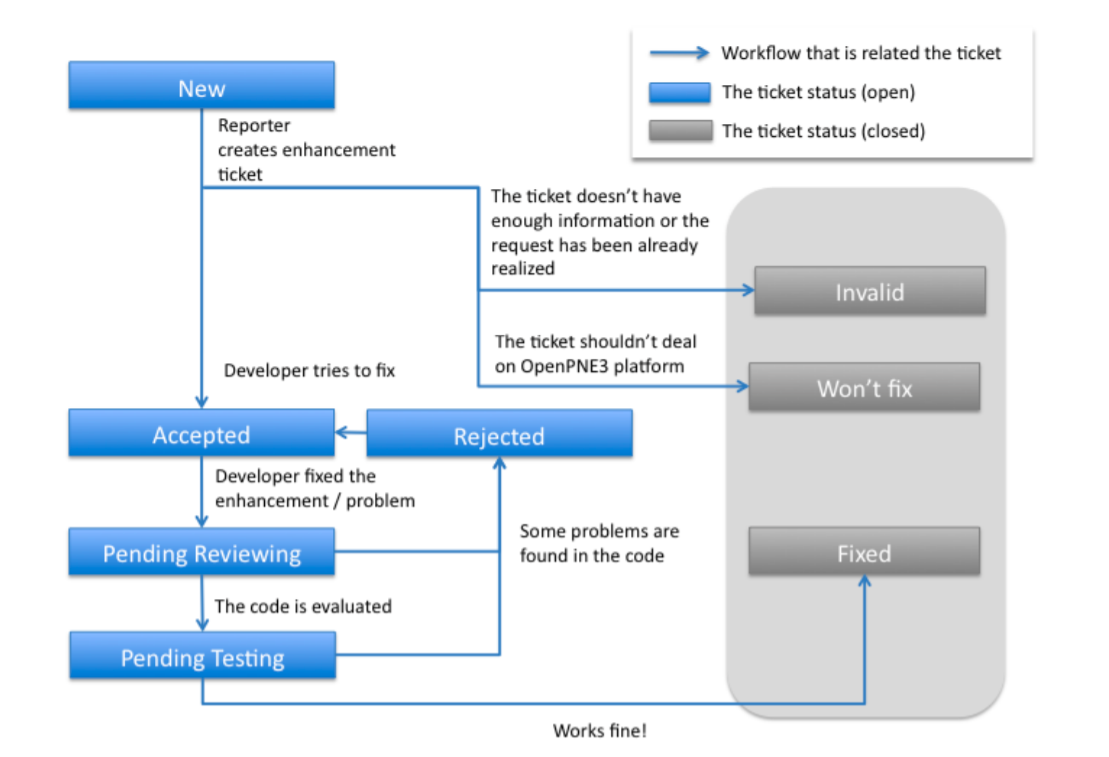 Workflow that is related the ticket
The ticket status (open)
The ticket status (closed)
New
Reporter
creates enhancement
ticket
The ticket doesn't have
enough information or the
request has been already
realized
Invalid
The ticket shouldn't deal
on OpenPNE3 platform
Won't fix
Developer tries to fix
Accepted
Rejected
Developer fixed the
enhancement / problem
Some problems are
found in the code
Pending Reviewing
Fixed
The code is evaluated
Pending Testing
Works fine!